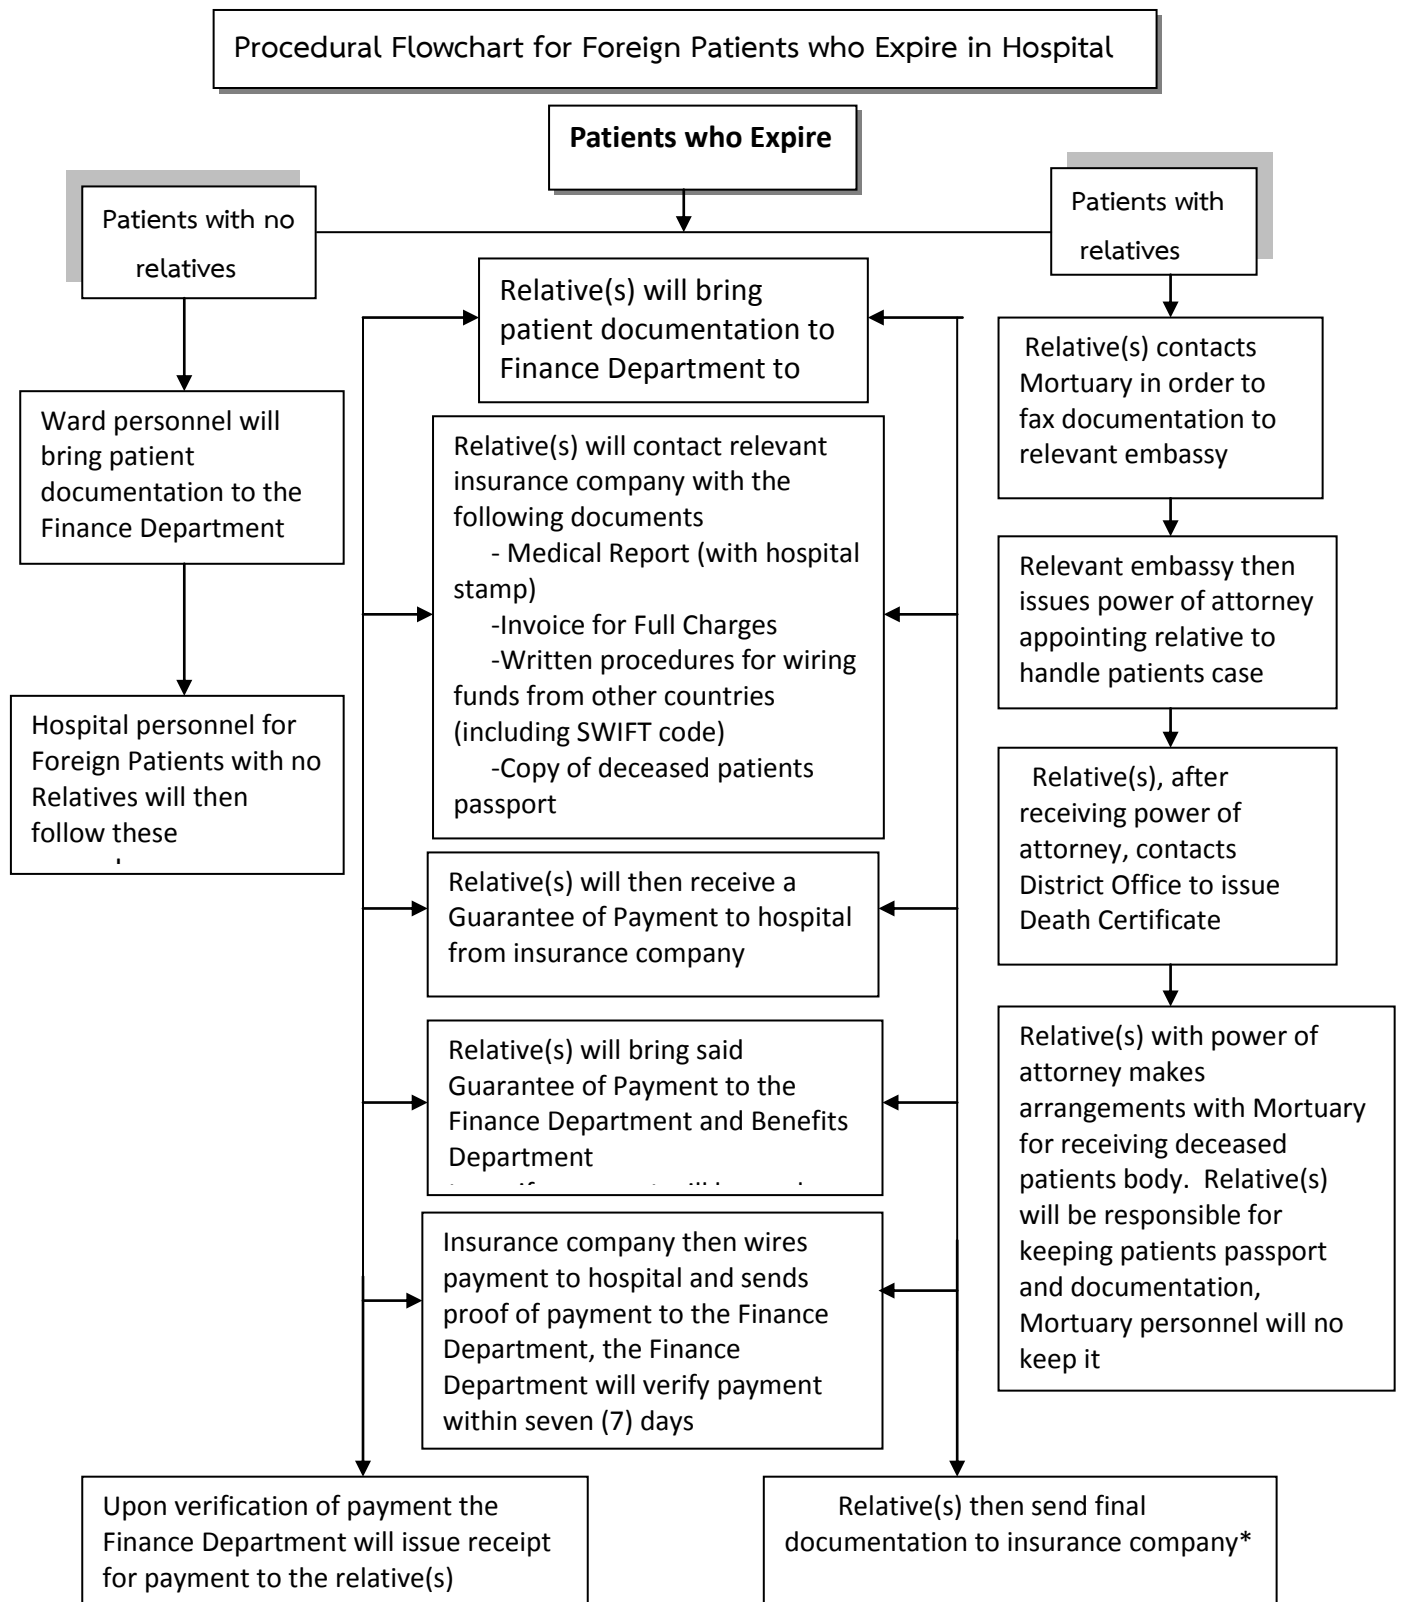 Procedural Flowchart for Foreign Patients who Expire in Hospital
Patients who Expire
Patients with no
relatives
Patients with
relatives
Relative(s) will bring
patient documentation to
Finance Department to
Relative(s) contacts
Mortuary in order to
fax documentation to
relevant embassy
Ward personnel will
bring patient
documentation to the
Finance Department
Relative(s) will contact relevant
insurance company with the
following documents
- Medical Report (with hospital
stamp)
-Invoice for Full Charges
-Written procedures for wiring
funds from other countries
(including SWIFT code)
-Copy of deceased patients
passport
Relevant embassy then
issues power of attorney
appointing relative to
handle patients case
Hospital personnel for
Foreign Patients with no
Relatives will then
follow these
Relative(s), after
receiving power of
attorney, contacts
District Office to issue
Death Certificate
Relative(s) will then receive a
Guarantee of Payment to hospital
from insurance company
Relative(s) will bring said
Guarantee of Payment to the
Finance Department and Benefits
Department
Relative(s) with power of
attorney makes
arrangements with Mortuary
for receiving deceased
patients body.  Relative(s)
will be responsible for
keeping patients passport
and documentation,
Mortuary personnel will no
keep it
Insurance company then wires
payment to hospital and sends
proof of payment to the Finance
Department, the Finance
Department will verify payment
within seven (7) days
Upon verification of payment the
Finance Department will issue receipt
for payment to the relative(s)
Relative(s) then send final
documentation to insurance company*